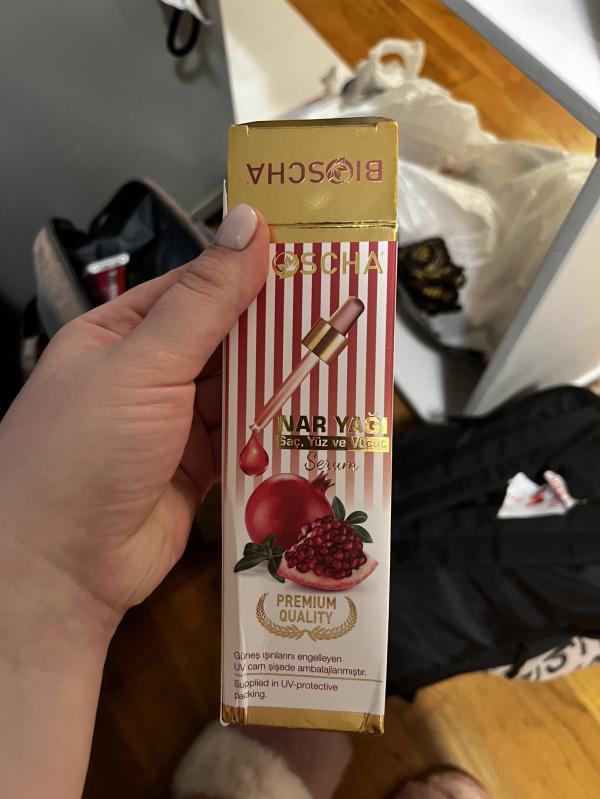 BIOSCHA
OSCHA
NAR YAĞI
Saç, Yüz ve Vücut
Serum
PREMIUM
QUALITY
Güneş ışınlarını engelleyen
UV cam şişede ambalajlanmıştır.
Supplied in UV-protective
packing.